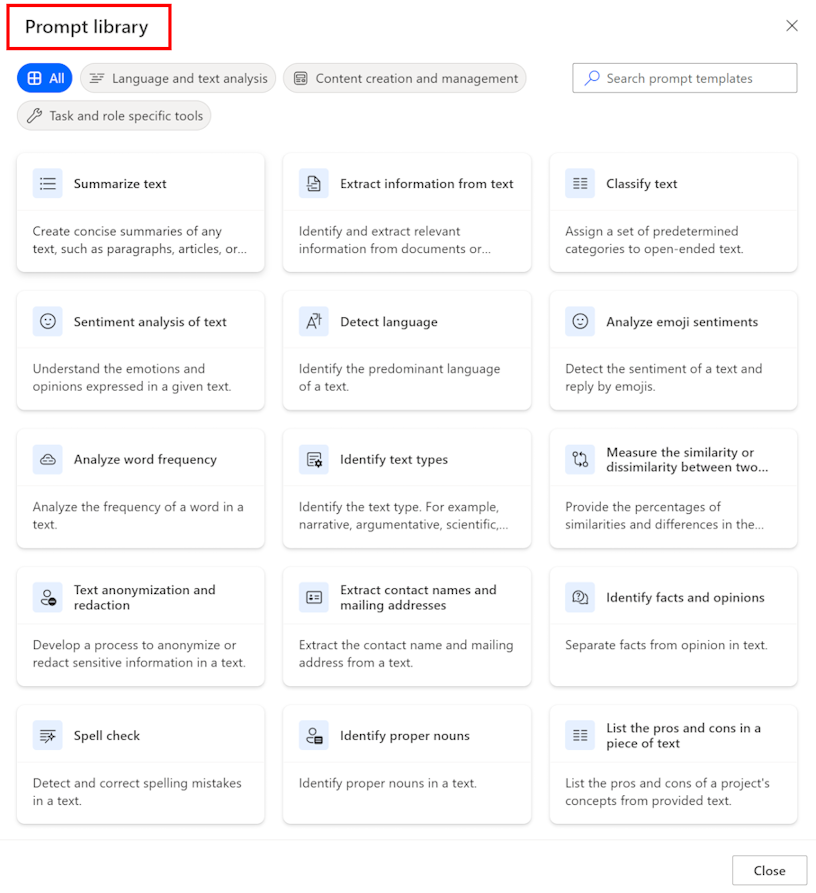 Prompt library
All
Language and text analysis
Content creation and management
Search prompt templates
Task and role specific tools
Summarize text
Create concise summaries of any
text, such as paragraphs, articles, or...
Extract information from text
Identify and extract relevant
information from documents or...
Classify text
Assign a set of predetermined
categories to open-ended text.
Sentiment analysis of text
Understand the emotions and
opinions expressed in a given text.
Detect language
Identify the predominant language
of a text.
Analyze emoji sentiments
Detect the sentiment of a text and
reply by emojis.
Analyze word frequency
Analyze the frequency of a word in a
text.
Identify text types
Identify the text type. For example,
narrative, argumentative, scientific,...
Measure the similarity or
dissimilarity between two...
Provide the percentages of
similarities and differences in the...
Text anonymization and
redaction
Develop a process to anonymize or
redact sensitive information in a text.
Extract contact names and
mailing addresses
Extract the contact name and mailing
address from a text.
Identify facts and opinions
Separate facts from opinion in text.
Spell check
Detect and correct spelling mistakes
in a text.
Identify proper nouns
Identify proper nouns in a text.
List the pros and cons in a
piece of text
List the pros and cons of a project's
concepts from provided text.
Close